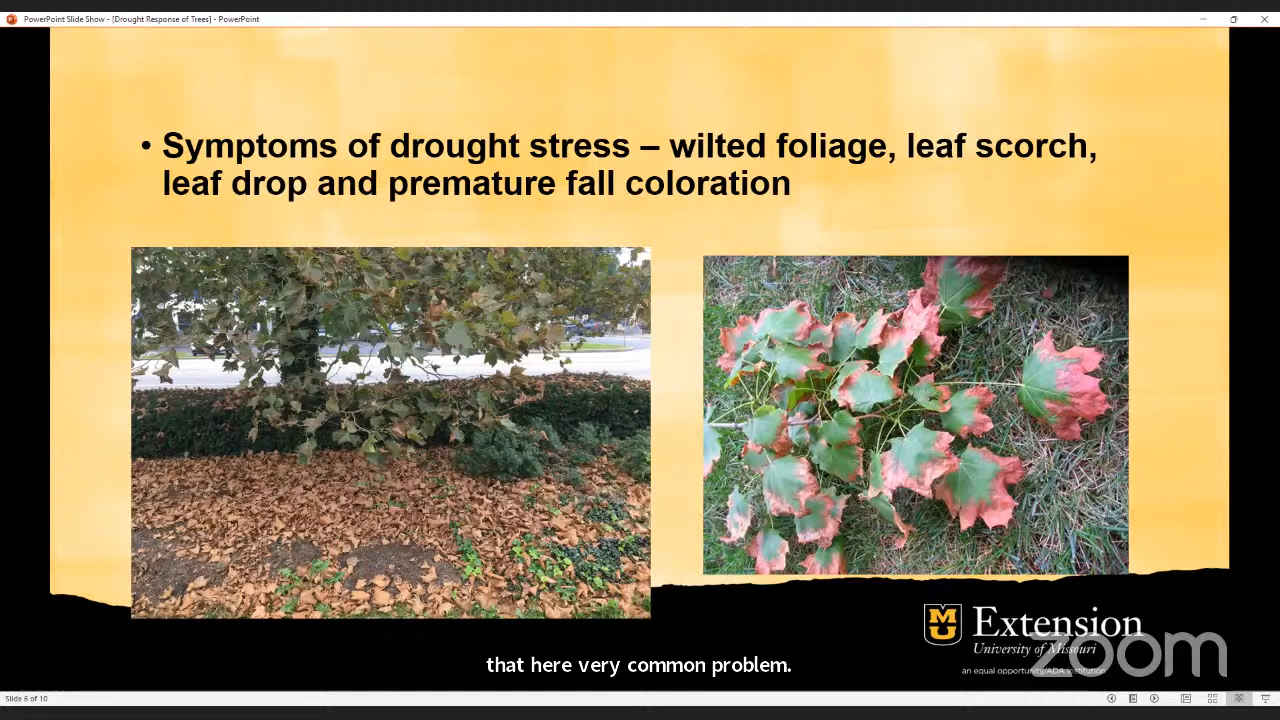 PowerPoint Slide Show - [Drought Response of Trees] - PowerPoint
• Symptoms of drought stress – wilted foliage, leaf scorch,
leaf drop and premature fall coloration
MU
Extension
University of Missouri
an equal opportunity/ADA institution
zoom
that here very common problem.
Slide 6 of 10